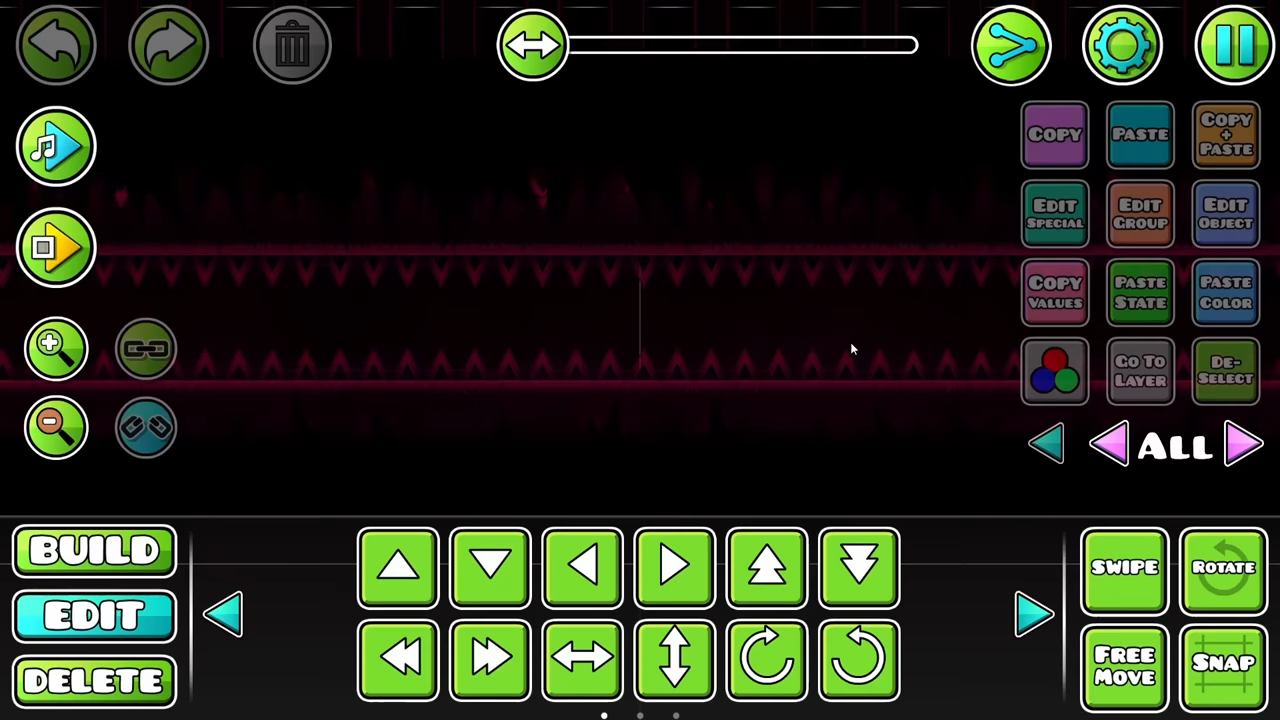 COPY
PASTE
COPY
+
PASTE
EDIT
SPECIAL
EDIT
GROUP
EDIT
OBJECT
COPY
VALUES
PASTE
STATE
PASTE
COLOR
GO TO
LAYER
DE-
SELECT
ALL
BUILD
EDIT
DELETE
SWIPE
ROTATE
FREE
MOVE
SNAP